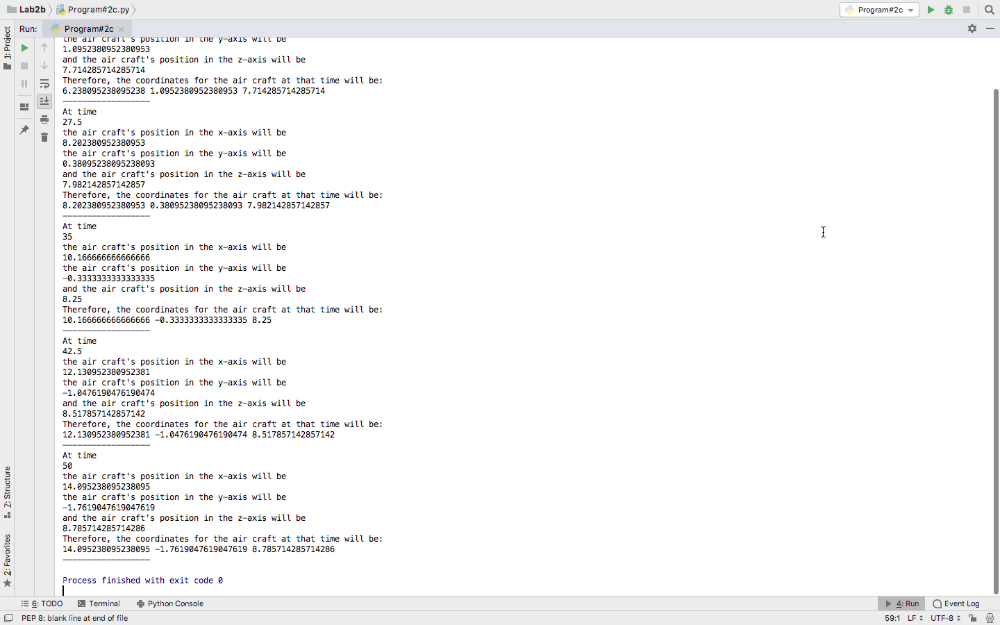 Lab2b
Program#2c.py
Program#2c
Run:
Program#2c
1: Project
7: Structure
2: Favorites
the air craft's position in the y-axis will be
1.0952380952380953
and the air craft's position in the z-axis will be
7.714285714285714
Therefore, the coordinates for the air craft at that time will be:
6.238095238095238 1.0952380952380953 7.714285714285714
——————————————————
At time
27.5
the air craft's position in the x-axis will be
8.202380952380953
the air craft's position in the y-axis will be
0.38095238095238093
and the air craft's position in the z-axis will be
7.982142857142857
Therefore, the coordinates for the air craft at that time will be:
8.202380952380953 0.38095238095238093 7.982142857142857
——————————————————
At time
35
the air craft's position in the x-axis will be
10.166666666666666
the air craft's position in the y-axis will be
-0.3333333333333335
and the air craft's position in the z-axis will be
8.25
Therefore, the coordinates for the air craft at that time will be:
10.166666666666666 -0.3333333333333335 8.25
——————————————————
At time
42.5
the air craft's position in the x-axis will be
12.130952380952381
the air craft's position in the y-axis will be
-1.0476190476190474
and the air craft's position in the z-axis will be
8.517857142857142
Therefore, the coordinates for the air craft at that time will be:
12.130952380952381 -1.0476190476190474 8.517857142857142
——————————————————
At time
50
the air craft's position in the x-axis will be
14.095238095238095
the air craft's position in the y-axis will be
-1.7619047619047619
and the air craft's position in the z-axis will be
8.785714285714286
Therefore, the coordinates for the air craft at that time will be:
14.095238095238095 -1.7619047619047619 8.785714285714286
——————————————————
Process finished with exit code 0
6: TODO
Terminal
Python Console
4: Run
Event Log
PEP 8: blank line at end of file
59:1
LF
UTF-8